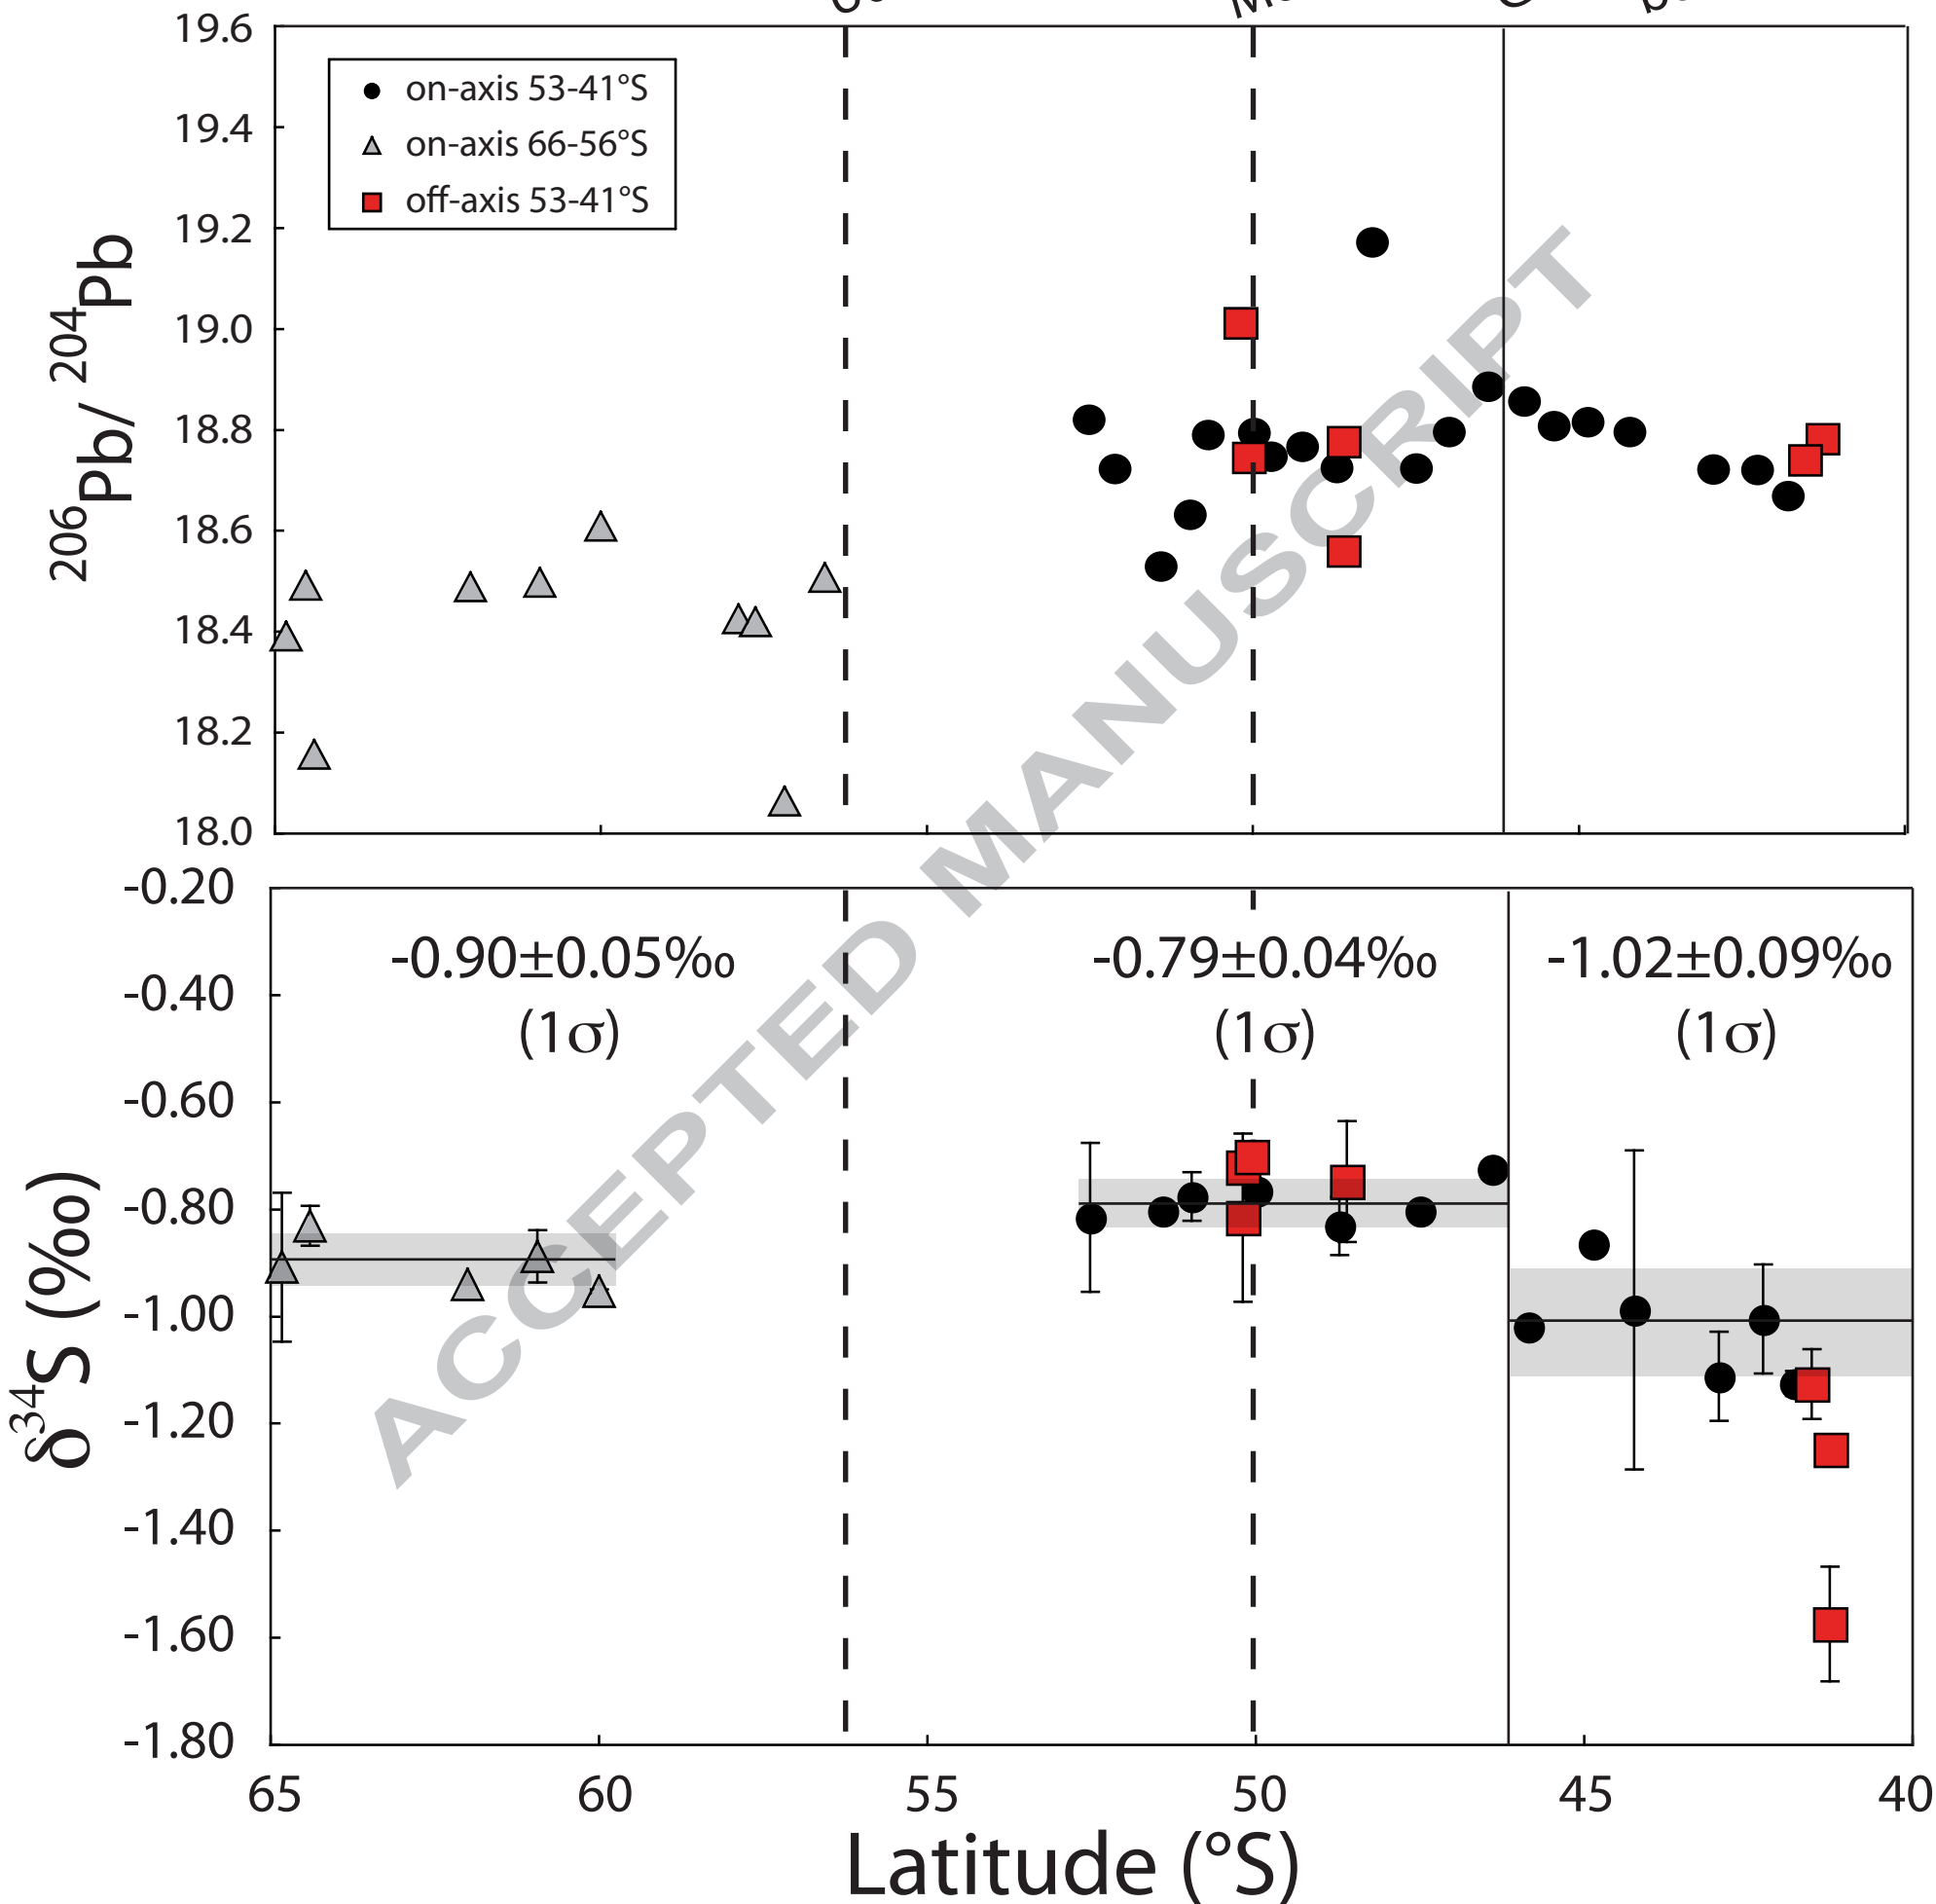 19.6
on-axis 53-41°S
on-axis 66-56°S
off-axis 53-41°S
19.4
19.2
19.0
18.8
18.6
18.4
18.2
18.0
206Pb/ 204Pb
ACCEPTED MANUSCRIPT
-0.20
-0.40
-0.60
-0.80
-1.00
-1.20
-1.40
-1.60
-1.80
δ34S (‰)
-0.90±0.05‰
(1σ)
-0.79±0.04‰
(1σ)
-1.02±0.09‰
(1σ)
65 60 55 50 45 40
Latitude (°S)